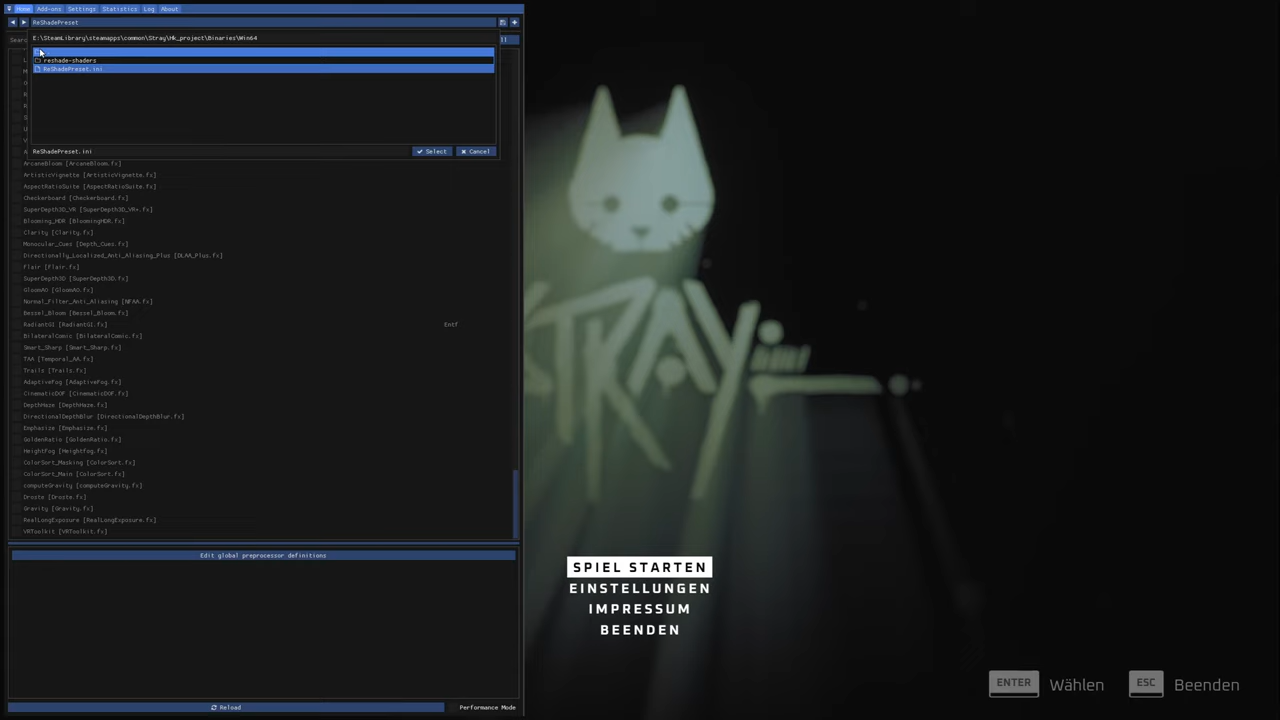 Home Add-ons Settings Statistics Log About
ReShadePreset
E:\SteamLibrary\steamapps\common\Stray\Hk_project\Binaries\Win64
reshade-shaders
ReShadePreset.ini
ReShadePreset.ini Select Cancel
ArcaneBloom [ArcaneBloom.fx]
ArtisticVignette [ArtisticVignette.fx]
AspectRatioSuite [AspectRatioSuite.fx]
Checkerboard [Checkerboard.fx]
SuperDepth3D_VR [SuperDepth3D_VR+.fx]
Blooming_HDR [BloomingHDR.fx]
Clarity [Clarity.fx]
Monocular_Cues [Depth_Cues.fx]
Directionally_Localized_Anti_Aliasing_Plus [DLAA_Plus.fx]
Flair [Flair.fx]
SuperDepth3D [SuperDepth3D.fx]
GloomAO [GloomAO.fx]
Normal_Filter_Anti_Aliasing [NFAA.fx]
Bessel_Bloom [Bessel_Bloom.fx]
RadiantGI [RadiantGI.fx] Entf
BilateralComic [BilateralComic.fx]
Smart_Sharp [Smart_Sharp.fx]
TAA [Temporal_AA.fx]
Trails [Trails.fx]
AdaptiveFog [AdaptiveFog.fx]
CinematicDOF [CinematicDOF.fx]
DepthHaze [DepthHaze.fx]
DirectionalDepthBlur [DirectionalDepthBlur.fx]
Emphasize [Emphasize.fx]
GoldenRatio [GoldenRatio.fx]
HeightFog [HeightFog.fx]
ColorSort_Masking [ColorSort.fx]
ColorSort_Main [ColorSort.fx]
computeGravity [computeGravity.fx]
Droste [Droste.fx]
Gravity [Gravity.fx]
RealLongExposure [RealLongExposure.fx]
VRToolkit [VRToolkit.fx]
Edit global preprocessor definitions
Reload Performance Mode
STRAY
SPIEL STARTEN
EINSTELLUNGEN
IMPRESSUM
BEENDEN
ENTER Wählen ESC Beenden